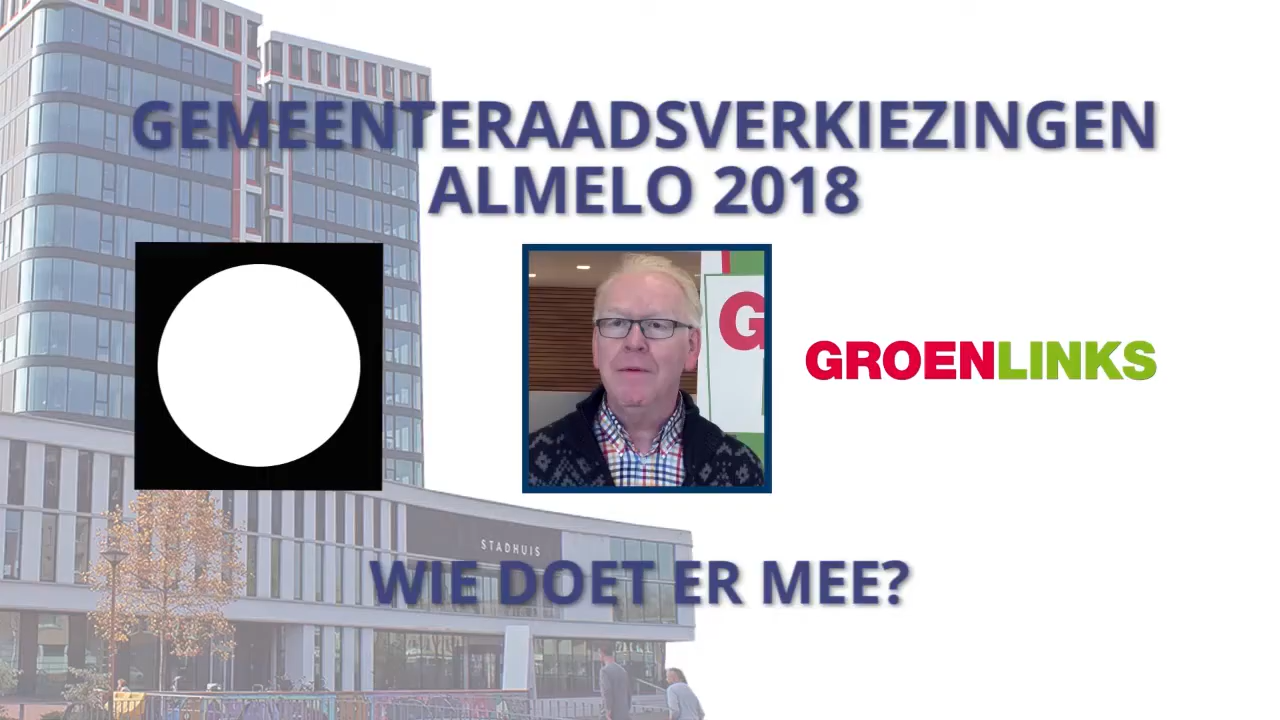 GEMEENTERAADSVERKIEZINGEN
ALMELO 2018
G
GROENLINKS
STADHUIS
WIE DOET ER MEE?